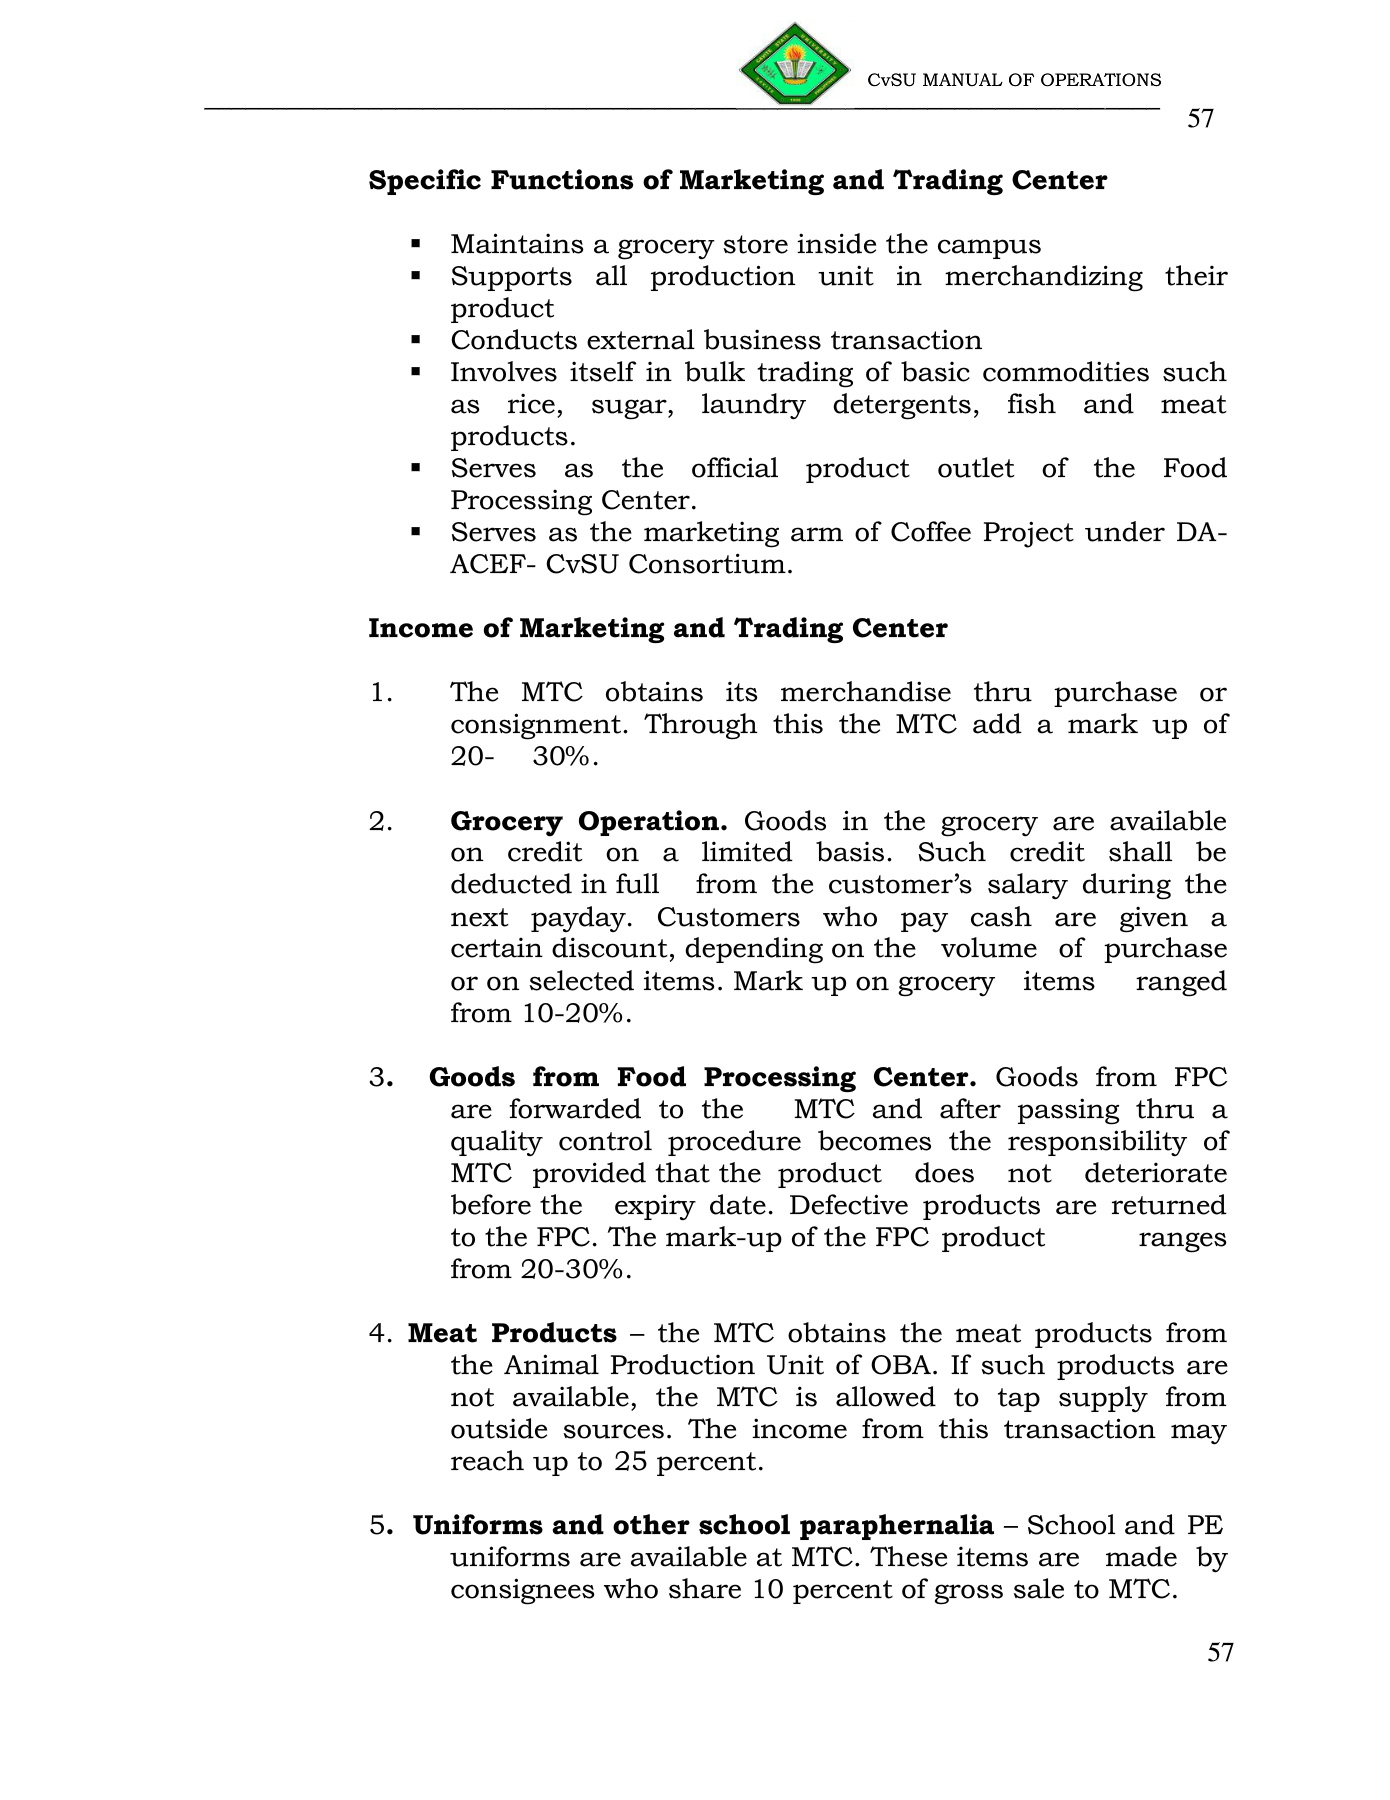 CvSU MANUAL OF OPERATIONS
57
Specific Functions of Marketing and Trading Center
▪ Maintains a grocery store inside the campus
▪ Supports all production unit in merchandizing their
product
▪ Conducts external business transaction
▪ Involves itself in bulk trading of basic commodities such
as rice, sugar, laundry detergents, fish and meat
products.
▪ Serves as the official product outlet of the Food
Processing Center.
▪ Serves as the marketing arm of Coffee Project under DA-
ACEF- CvSU Consortium.
Income of Marketing and Trading Center
1. The MTC obtains its merchandise thru purchase or
consignment. Through this the MTC add a mark up of
20- 30%.
2. Grocery Operation. Goods in the grocery are available
on credit on a limited basis. Such credit shall be
deducted in full from the customer’s salary during the
next payday. Customers who pay cash are given a
certain discount, depending on the volume of purchase
or on selected items. Mark up on grocery items ranged
from 10-20%.
3. Goods from Food Processing Center. Goods from FPC
are forwarded to the MTC and after passing thru a
quality control procedure becomes the responsibility of
MTC provided that the product does not deteriorate
before the expiry date. Defective products are returned
to the FPC. The mark-up of the FPC product ranges
from 20-30%.
4. Meat Products – the MTC obtains the meat products from
the Animal Production Unit of OBA. If such products are
not available, the MTC is allowed to tap supply from
outside sources. The income from this transaction may
reach up to 25 percent.
5. Uniforms and other school paraphernalia – School and PE
uniforms are available at MTC. These items are made by
consignees who share 10 percent of gross sale to MTC.
57